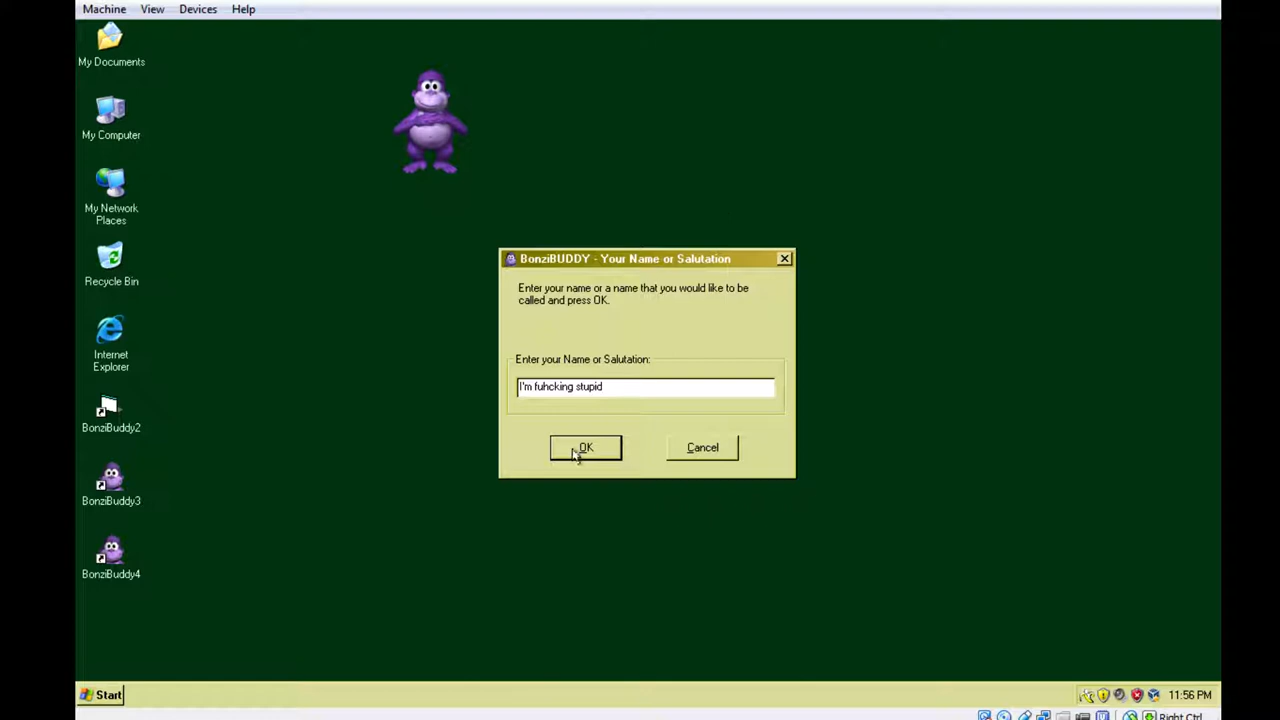 Machine View Devices Help
My Documents
My Computer
My Network
Places
Recycle Bin
Internet
Explorer
BonziBuddy2
BonziBuddy3
BonziBuddy4
BonziBUDDY - Your Name or Salutation
Enter your name or a name that you would like to be
called and press OK.
Enter your Name or Salutation:
I'm fuhcking stupid
OK Cancel
Start 11:56 PM
Right Ctrl